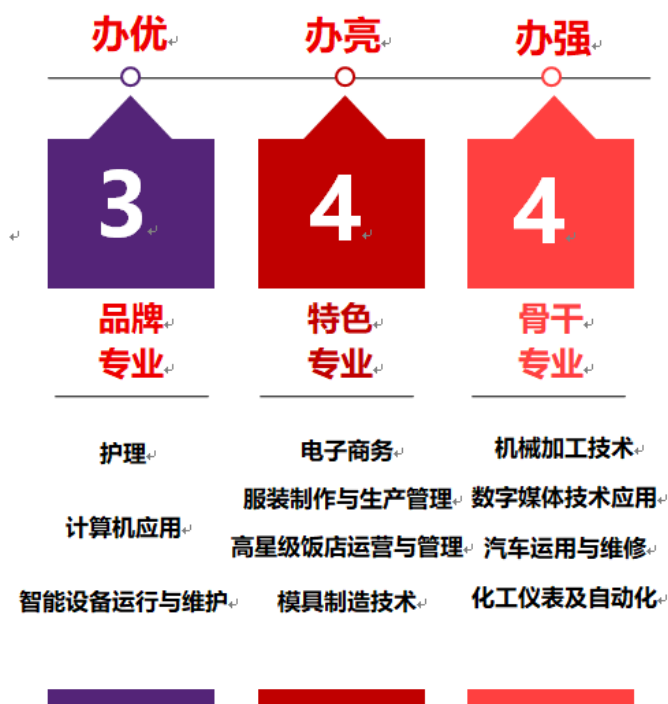 办优
办亮
办强
3
4
4
品牌
专业
特色
专业
骨干
专业
护理
计算机应用
智能设备运行与维护
电子商务
服装制作与生产管理
高星级饭店运营与管理
模具制造技术
机械加工技术
数字媒体技术应用
汽车运用与维修
化工仪表及自动化